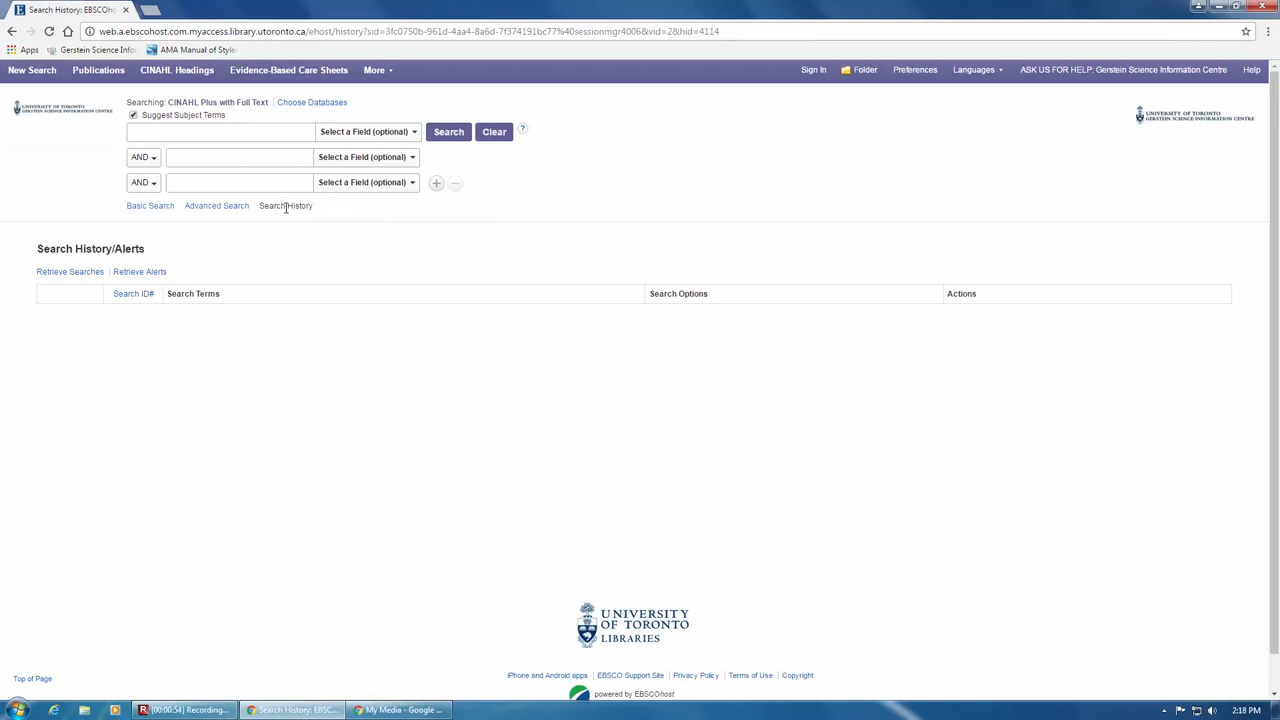 Search History: EBSCOh
web.a.ebscohost.com.myaccess.library.utoronto.ca/ehost/history?sid=3fc0750b-961d-4aa4-8a6d-7f374191bc77%40sessionmgr4006&vid=2&hid=4114
Apps Gerstein Science Info AMA Manual of Style
New Search Publications CINAHL Headings Evidence-Based Care Sheets More Sign In Folder Preferences Languages ASK US FOR HELP: Gerstein Science Information Centre Help
UNIVERSITY OF TORONTO
GERSTEIN SCIENCE INFORMATION CENTRE
Searching: CINAHL Plus with Full Text Choose Databases
Suggest Subject Terms
UNIVERSITY OF TORONTO
GERSTEIN SCIENCE INFORMATION CENTRE
Select a Field (optional) Search Clear ?
AND Select a Field (optional)
AND Select a Field (optional)
Basic Search Advanced Search Search History
Search History/Alerts
Retrieve Searches Retrieve Alerts
Search ID# Search Terms Search Options Actions
UNIVERSITY
OF TORONTO
LIBRARIES
iPhone and Android apps EBSCO Support Site Privacy Policy Terms of Use Copyright
Top of Page
powered by EBSCOhost
[00:00:54] Recording... Search History: EBSC... My Media - Google ... 2:18 PM